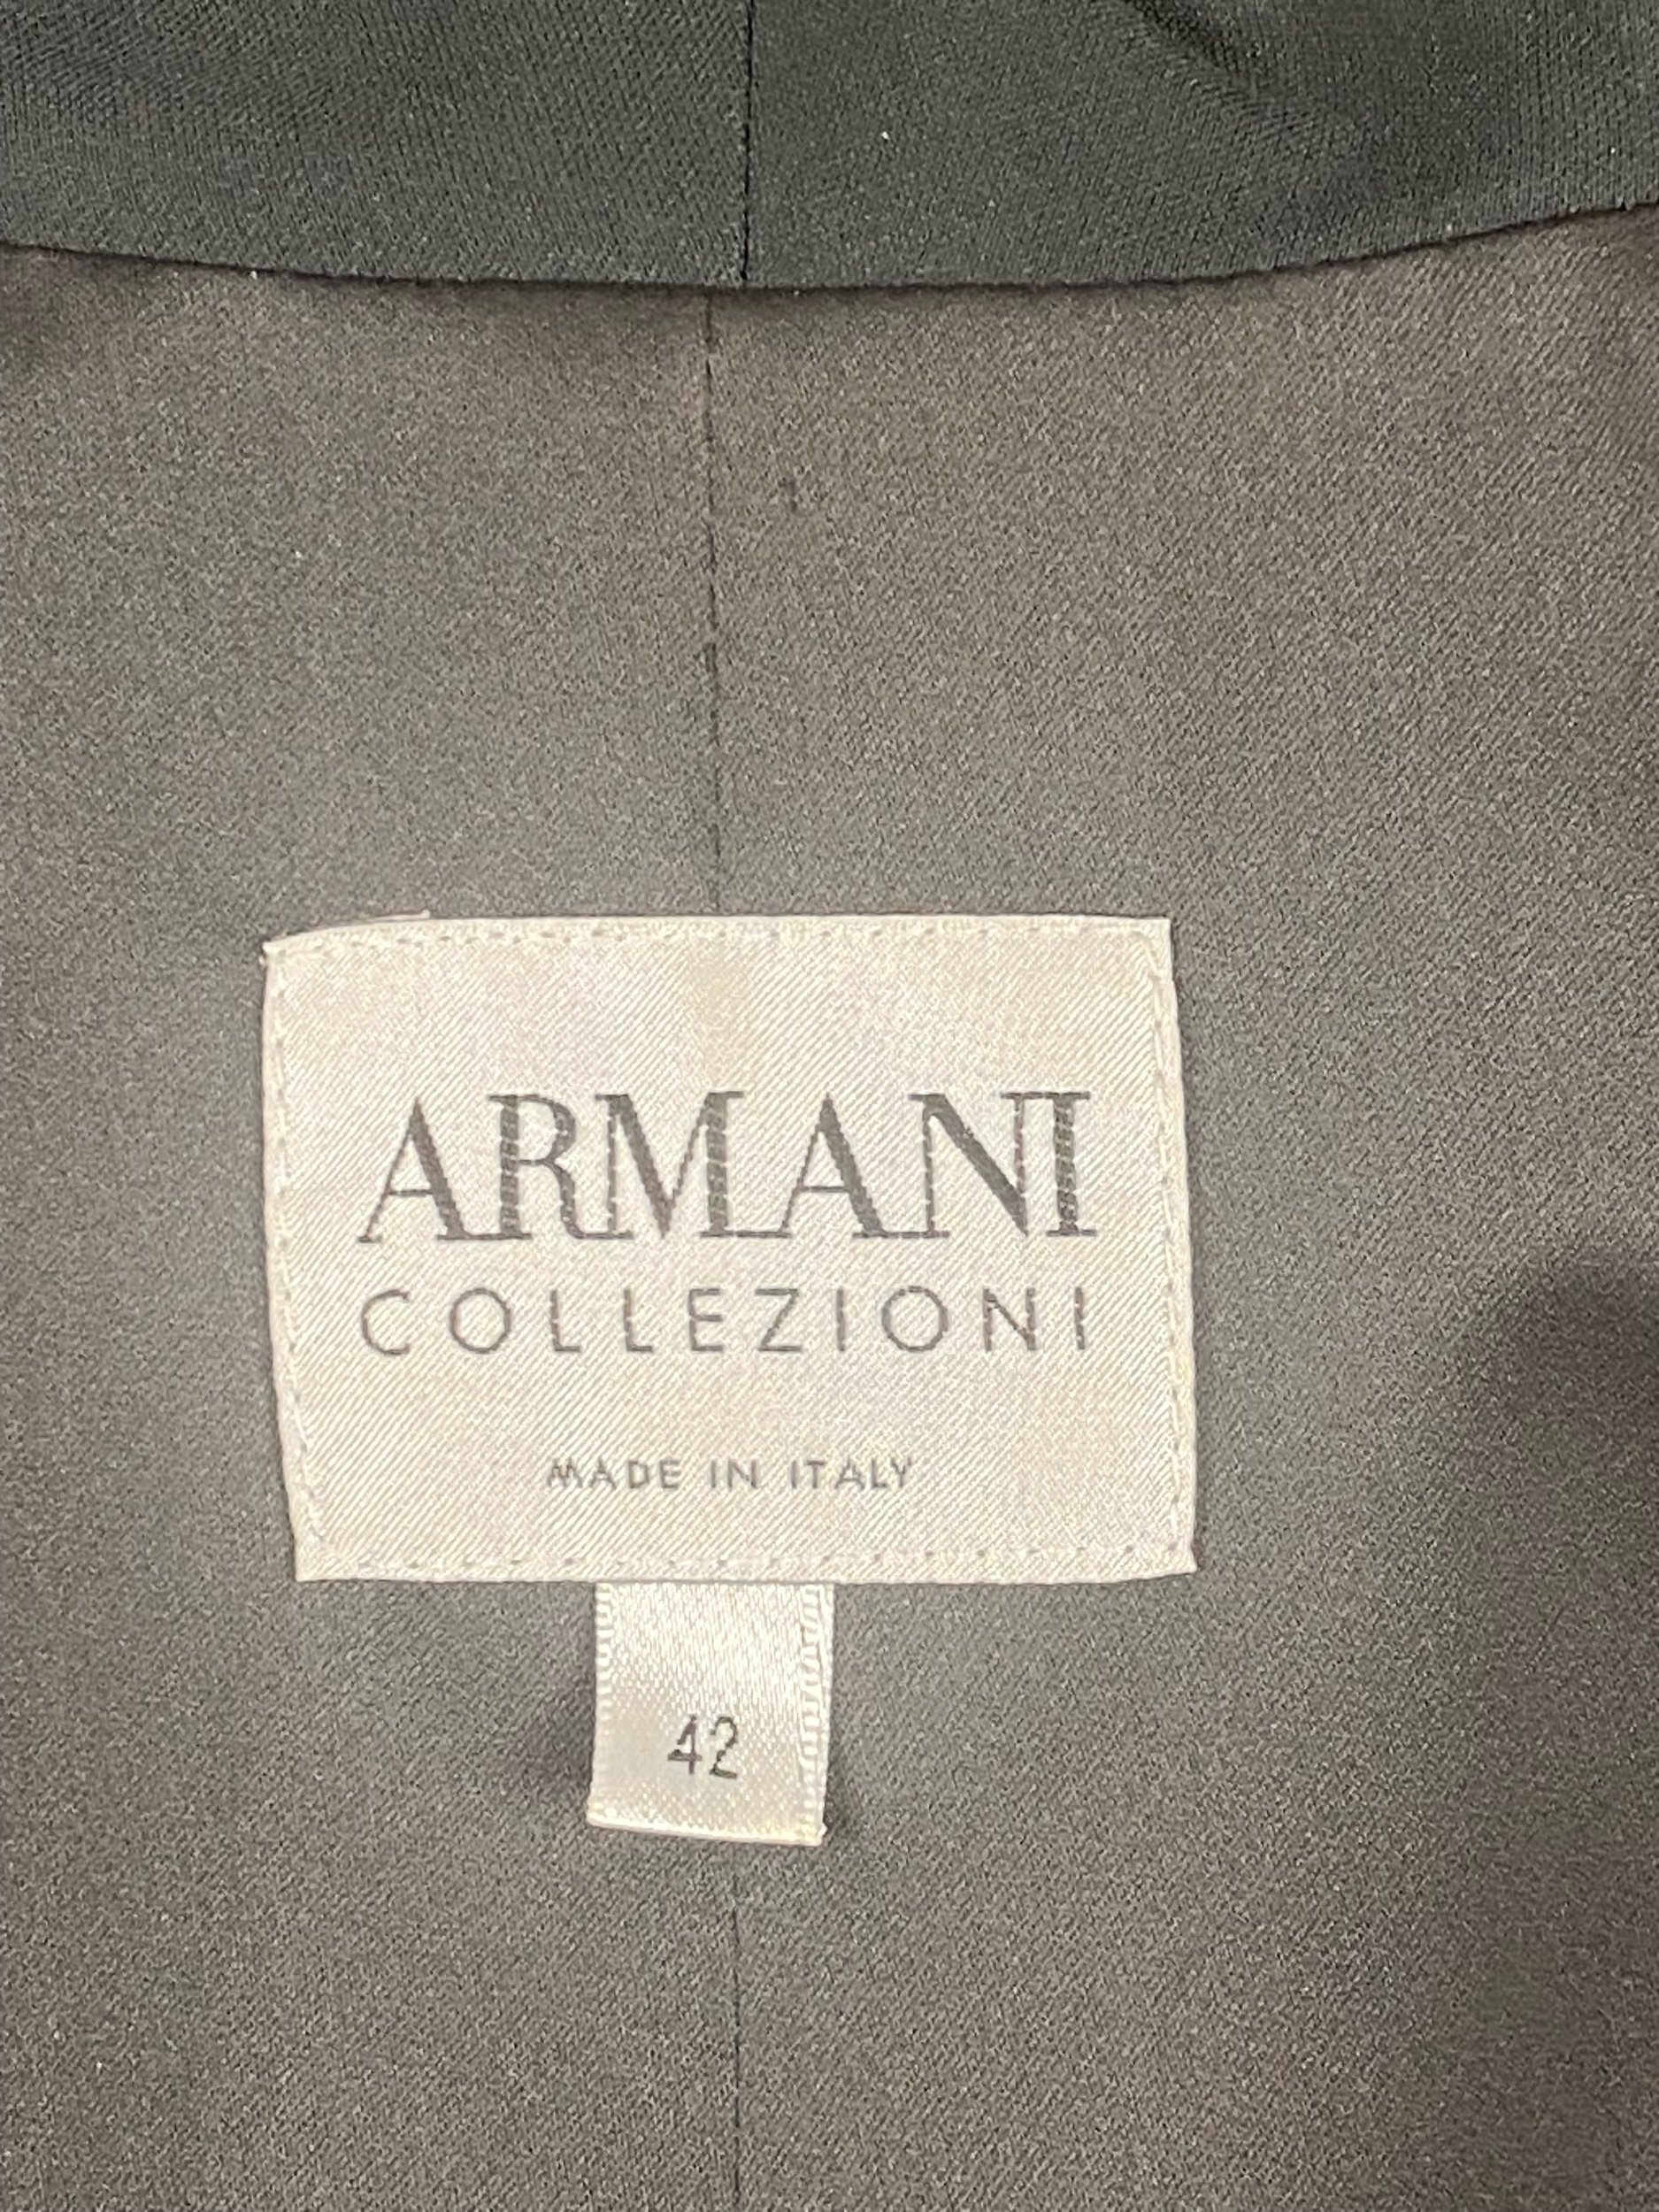 ARMANI
COLLEZIONI
MADE IN ITALY
42